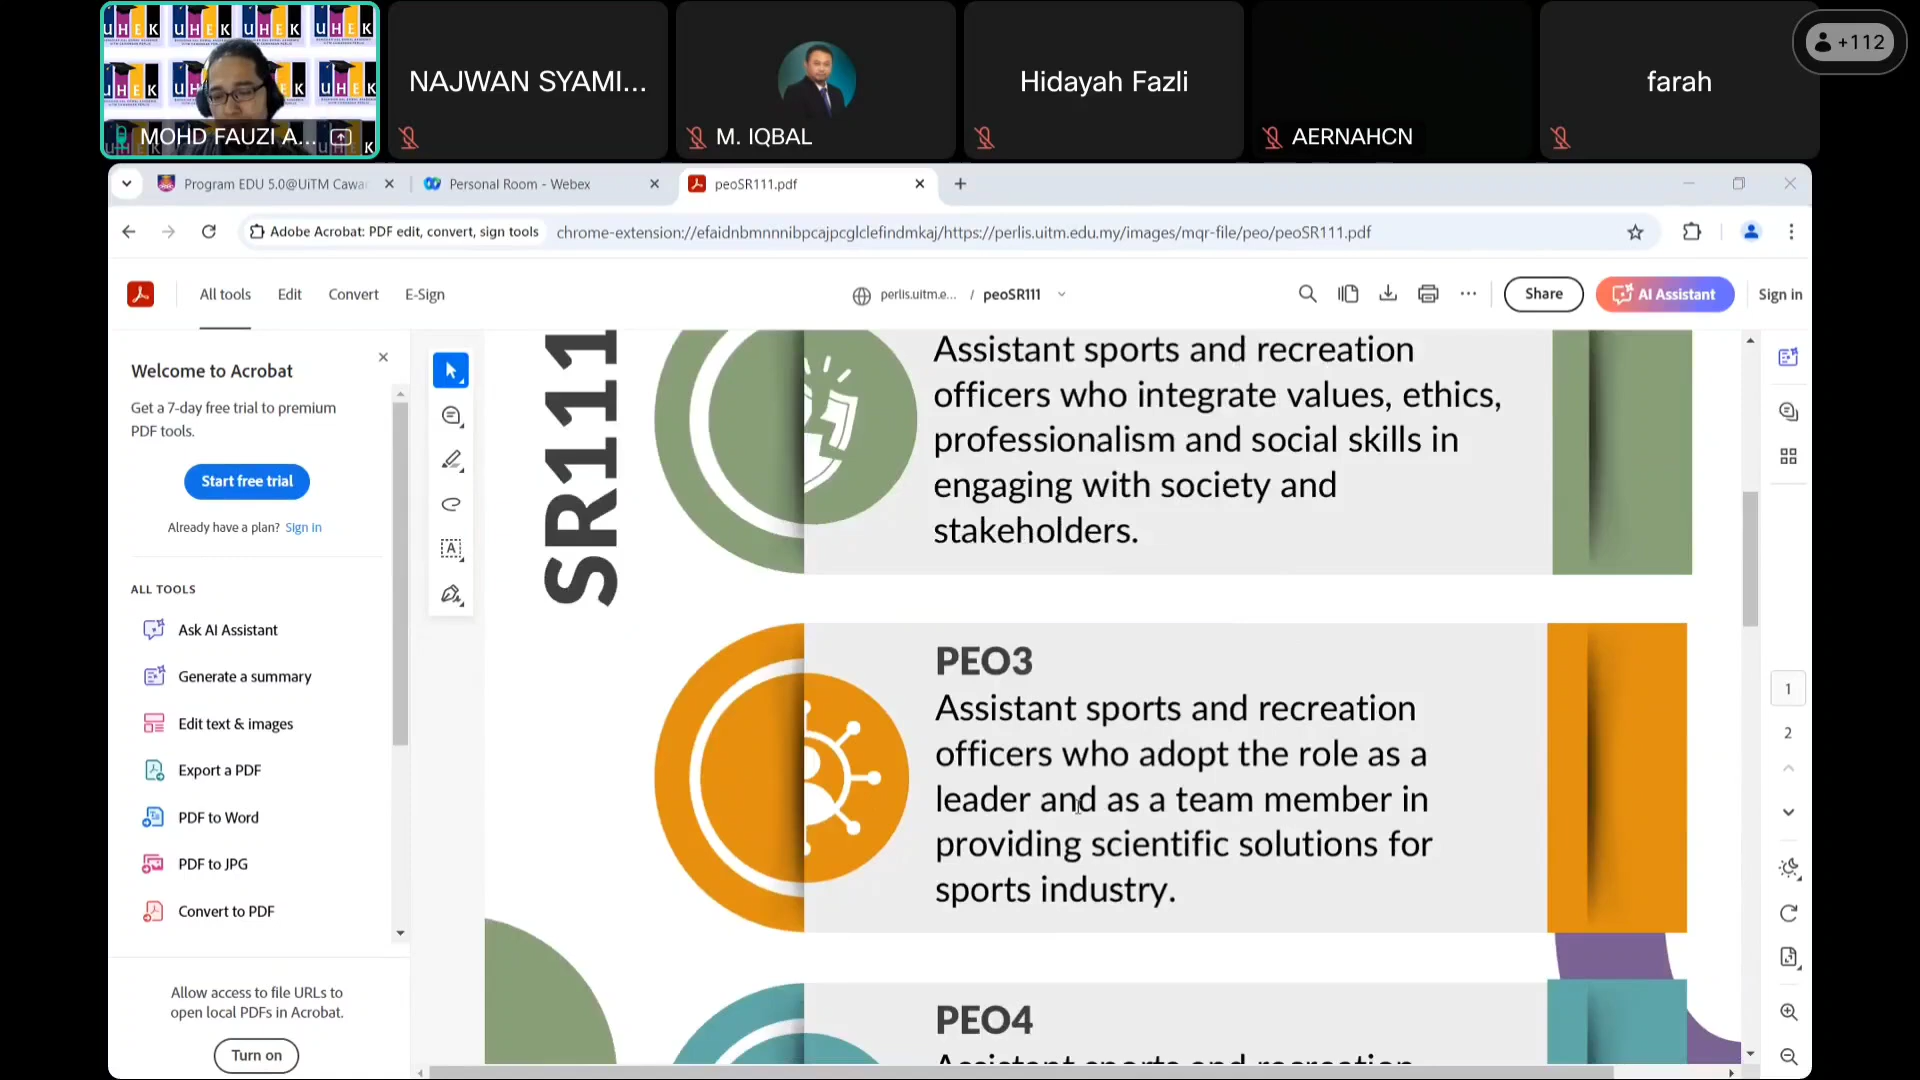 UHEK UHEK UHEK UHEK
MOHD FAUZI A...
NAJWAN SYAMI...
M. IQBAL
Hidayah Fazli
AERNAHCN
farah
+112
Program EDU 5.0@UiTM Cawa
Personal Room - Webex
peoSR111.pdf
Adobe Acrobat: PDF edit, convert, sign tools
chrome-extension://efaidnbmnnnibpcajpcglclefindmkaj/https://perlis.uitm.edu.my/images/mqr-file/peo/peoSR111.pdf
All tools
Edit
Convert
E-Sign
perlis.uitm.e... / peoSR111
Share
AI Assistant
Sign in
Welcome to Acrobat
Get a 7-day free trial to premium
PDF tools.
Start free trial
Already have a plan? Sign in
ALL TOOLS
Ask AI Assistant
Generate a summary
Edit text & images
Export a PDF
PDF to Word
PDF to JPG
Convert to PDF
Allow access to file URLs to
open local PDFs in Acrobat.
Turn on
SR111
Assistant sports and recreation
officers who integrate values, ethics,
professionalism and social skills in
engaging with society and
stakeholders.
PEO3
Assistant sports and recreation
officers who adopt the role as a
leader and as a team member in
providing scientific solutions for
sports industry.
PEO4
Assistant sports and recreation
1
2